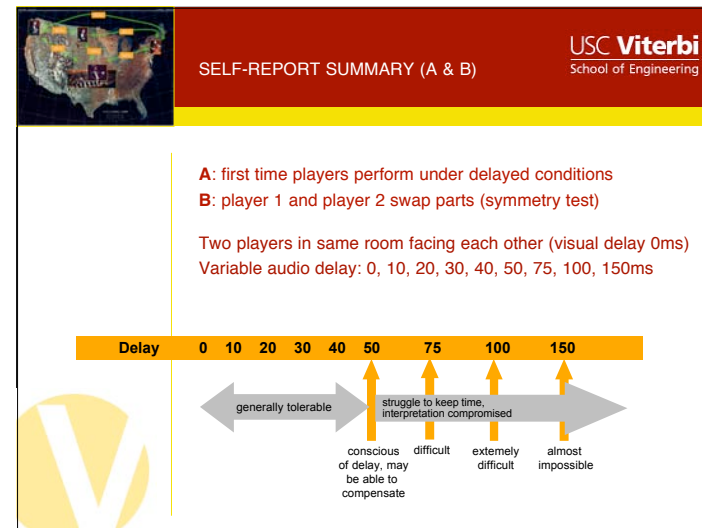 SELF-REPORT SUMMARY (A & B)
USC Viterbi
School of Engineering
A: first time players perform under delayed conditions
B: player 1 and player 2 swap parts (symmetry test)
Two players in same room facing each other (visual delay 0ms)
Variable audio delay: 0, 10, 20, 30, 40, 50, 75, 100, 150ms
Delay 0 10 20 30 40 50 75 100 150
generally tolerable
struggle to keep time,
interpretation compromised
conscious
of delay, may
be able to
compensate
difficult
extemely
difficult
almost
impossible